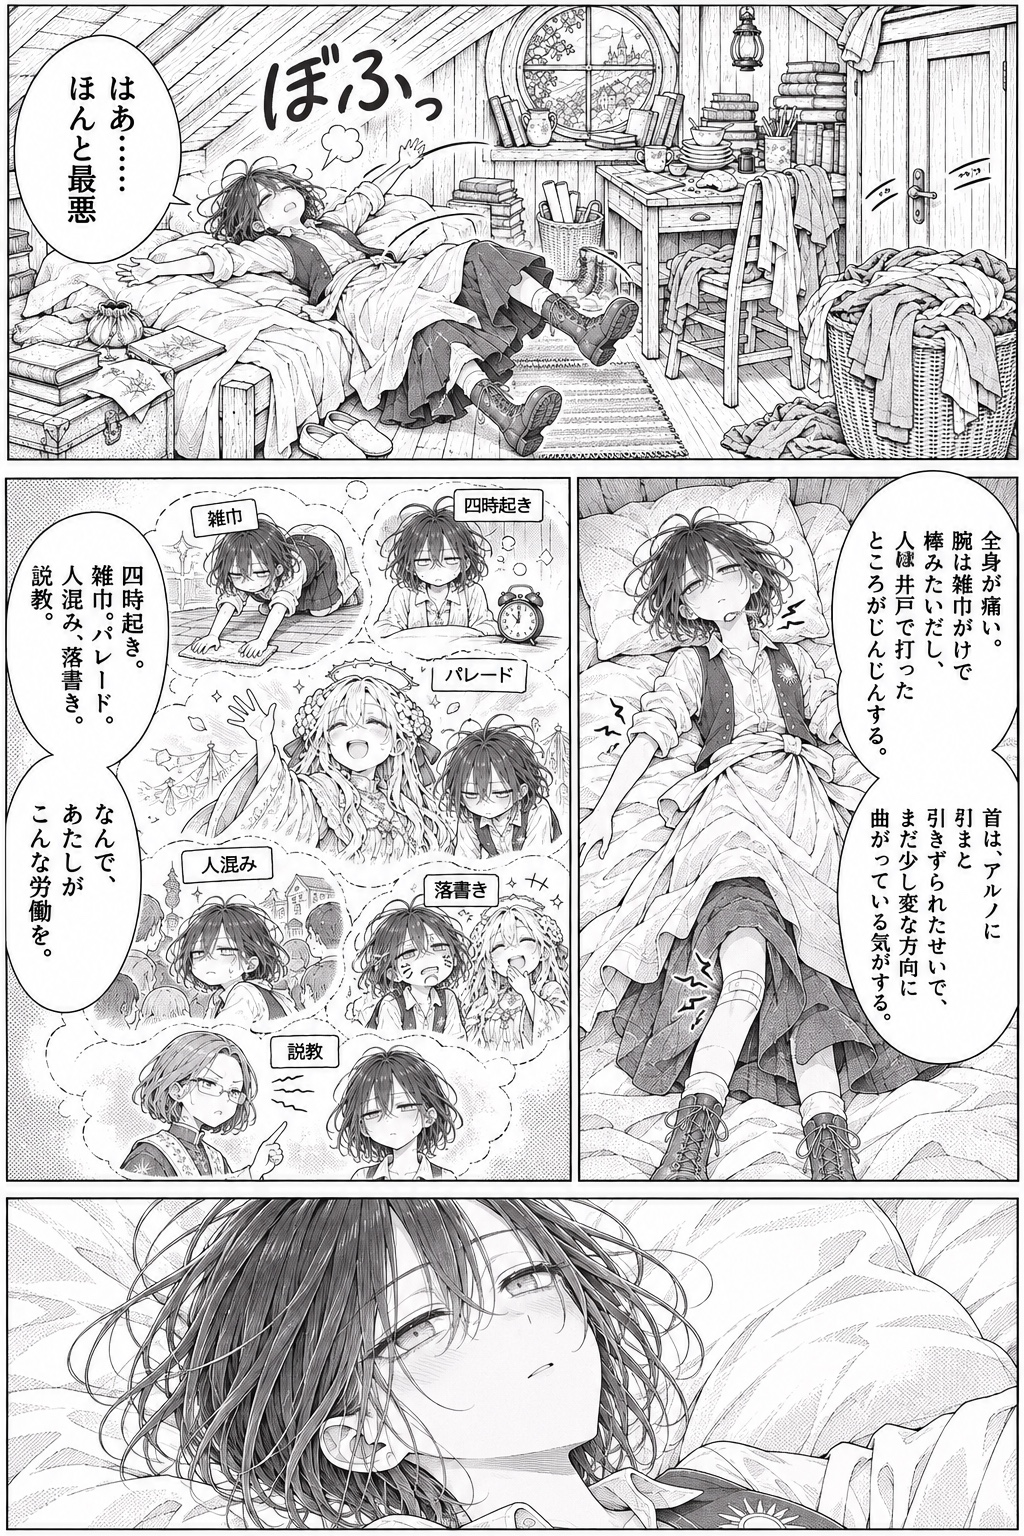 はあ……
ほんと最悪
ぼふっ
全身が痛い。
腕は雑巾がけで
棒みたいだし、
井戸で打った
ところがじんじんする。
首は、アルノに
引まと
引きずられたせいで、
まだ少し変な方向に
曲がっている気がする。
四時起き
雑巾
パレード
人混み
落書き
説教
四時起き。
雑巾。パレード。
人混み、落書き。
説教。
なんで、
あたしが
こんな労働を。